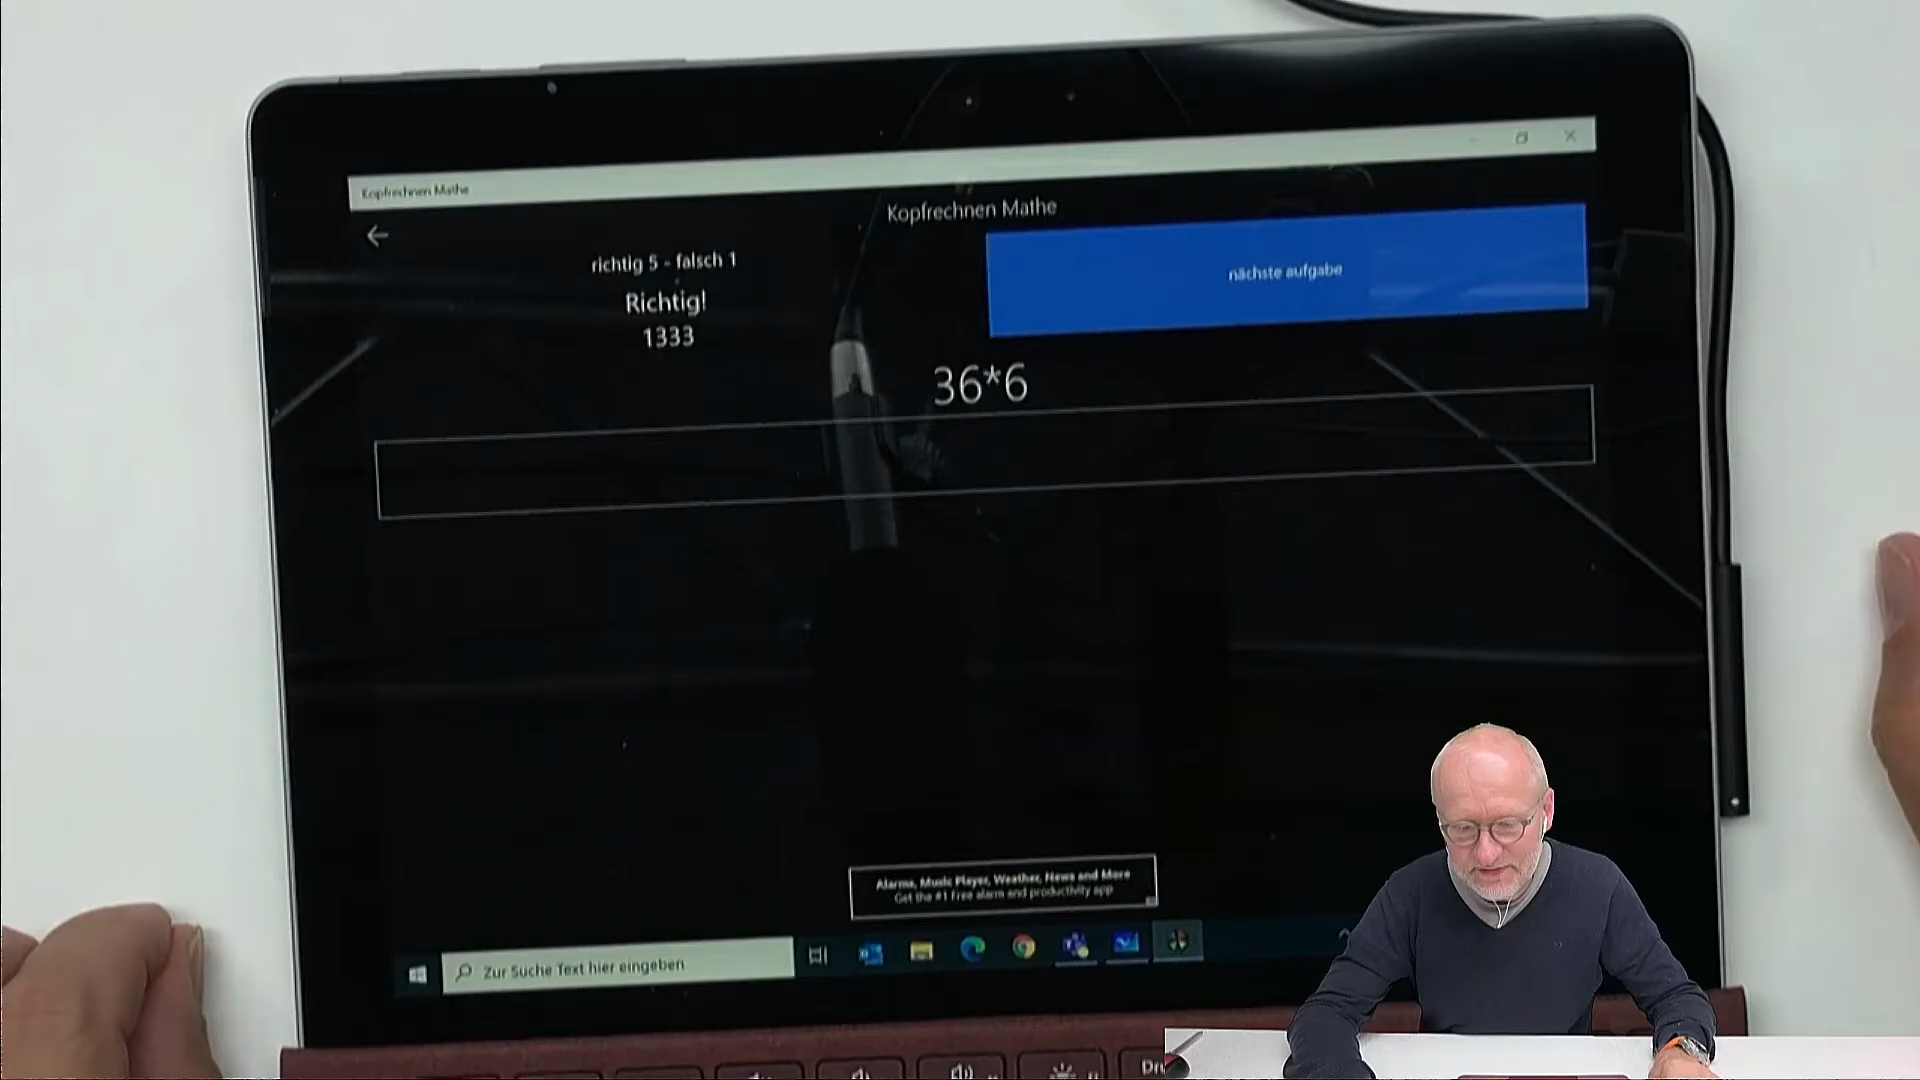 Kopfrechnen Mathe
Kopfrechnen Mathe
richtig 5 - falsch 1
nächste aufgabe
Richtig!
1333
36*6
Alarms, Music Player, Weather, News and More
Get the #1 Free alarm and productivity app
Zur Suche Text hier eingeben